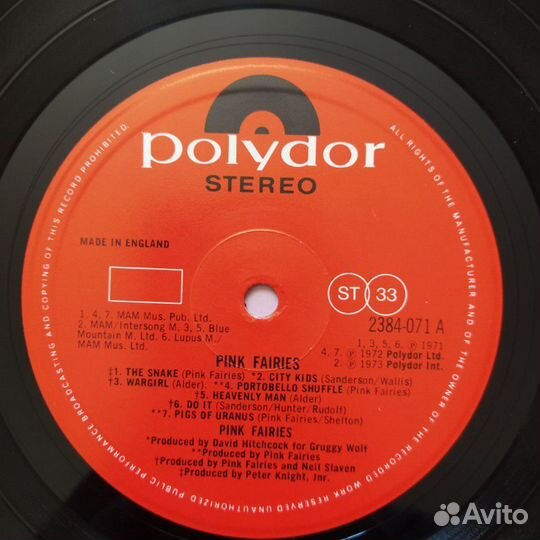 polydor
STEREO
MADE IN ENGLAND
ST 33
2384-071 A
1, 4, 7. MAM Mus. Pub. Ltd.
2. MAM/Intersong M. 3, 5. Blue
Mountain M. Ltd. 6. Lupus M./
MAM Mus. Ltd.
1, 3, 5, 6. ℗ 1971
4, 7. ℗ 1972 Polydor Ltd.
2. ℗ 1973 Polydor Int.
PINK FAIRIES
†1. THE SNAKE (Pink Fairies) *2. CITY KIDS (Sanderson/Wallis)
†3. WARGIRL (Alder). **4. PORTOBELLO SHUFFLE (Pink Fairies)
†5. HEAVENLY MAN (Alder)
†6. DO IT (Sanderson/Hunter/Rudolf)
**7. PIGS OF URANUS (Pink Fairies/Shelton)
PINK FAIRIES
*Produced by David Hitchcock for Gruggy Wolf
**Produced by Pink Fairies
†Produced by Pink Fairies and Neil Slaven
†Produced by Peter Knight, Jnr.
ALL RIGHTS OF THE MANUFACTURER AND OF THE OWNER OF THE RECORDED WORK RESERVED UNAUTHORIZED PUBLIC PERFORMANCE BROADCASTING AND COPYING OF THIS RECORD PROHIBITED.
Avito